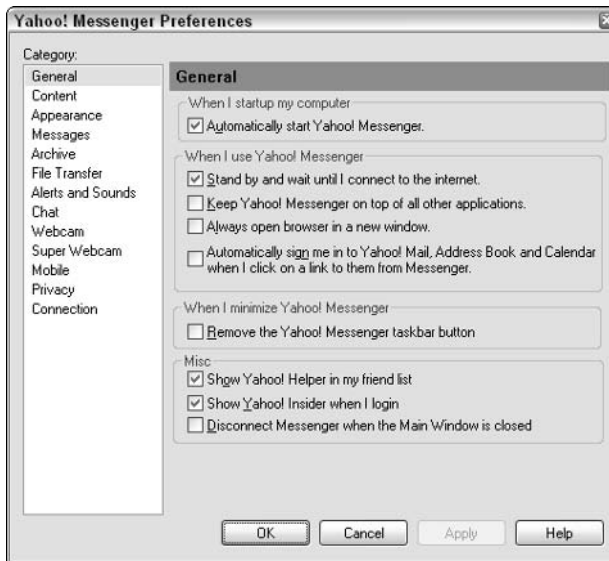 Yahoo! Messenger Preferences
Category:
General
Content
Appearance
Messages
Archive
File Transfer
Alerts and Sounds
Chat
Webcam
Super Webcam
Mobile
Privacy
Connection
General
When I startup my computer
Automatically start Yahoo! Messenger.
When I use Yahoo! Messenger
Stand by and wait until I connect to the internet.
Keep Yahoo! Messenger on top of all other applications.
Always open browser in a new window.
Automatically sign me in to Yahoo! Mail, Address Book and Calendar
when I click on a link to them from Messenger.
When I minimize Yahoo! Messenger
Remove the Yahoo! Messenger taskbar button
Misc
Show Yahoo! Helper in my friend list
Show Yahoo! Insider when I login
Disconnect Messenger when the Main Window is closed
OK
Cancel
Apply
Help